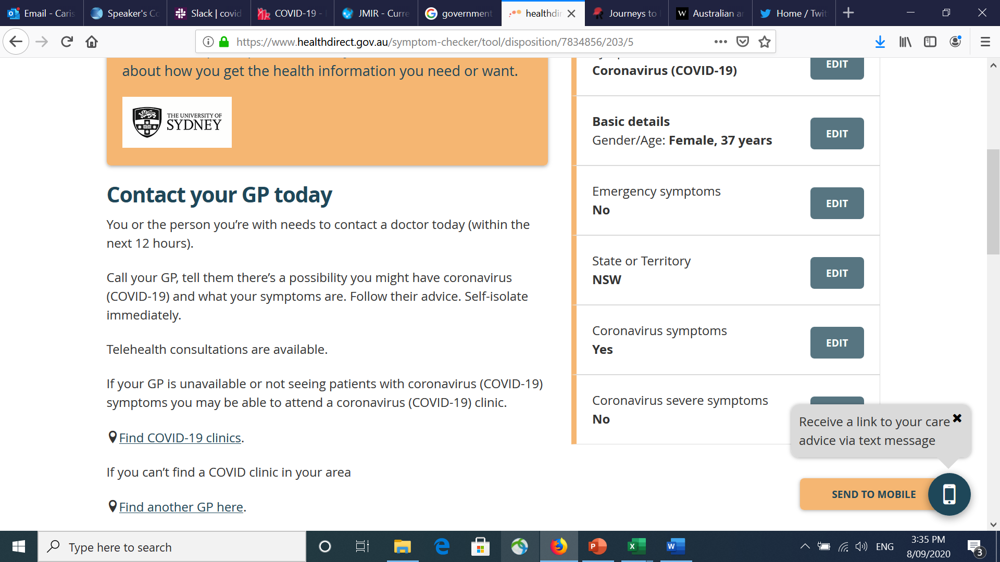 Email - Caris
Speaker's Co
Slack | covid
COVID-19 -
JMIR - Curre
government
healthdir
Journeys to
Australian a
Home / Twit
https://www.healthdirect.gov.au/symptom-checker/tool/disposition/7834856/203/5
about how you get the health information you need or want.
THE UNIVERSITY OF
SYDNEY
Contact your GP today
You or the person you're with needs to contact a doctor today (within the
next 12 hours).
Call your GP, tell them there's a possibility you might have coronavirus
(COVID-19) and what your symptoms are. Follow their advice. Self-isolate
immediately.
Telehealth consultations are available.
If your GP is unavailable or not seeing patients with coronavirus (COVID-19)
symptoms you may be able to attend a coronavirus (COVID-19) clinic.
Find COVID-19 clinics.
If you can't find a COVID clinic in your area
Find another GP here.
Coronavirus (COVID-19)
EDIT
Basic details
Gender/Age: Female, 37 years
EDIT
Emergency symptoms
No
EDIT
State or Territory
NSW
EDIT
Coronavirus symptoms
Yes
EDIT
Coronavirus severe symptoms
No
Receive a link to your care
advice via text message
SEND TO MOBILE
Type here to search
ENG
3:35 PM
8/09/2020
3